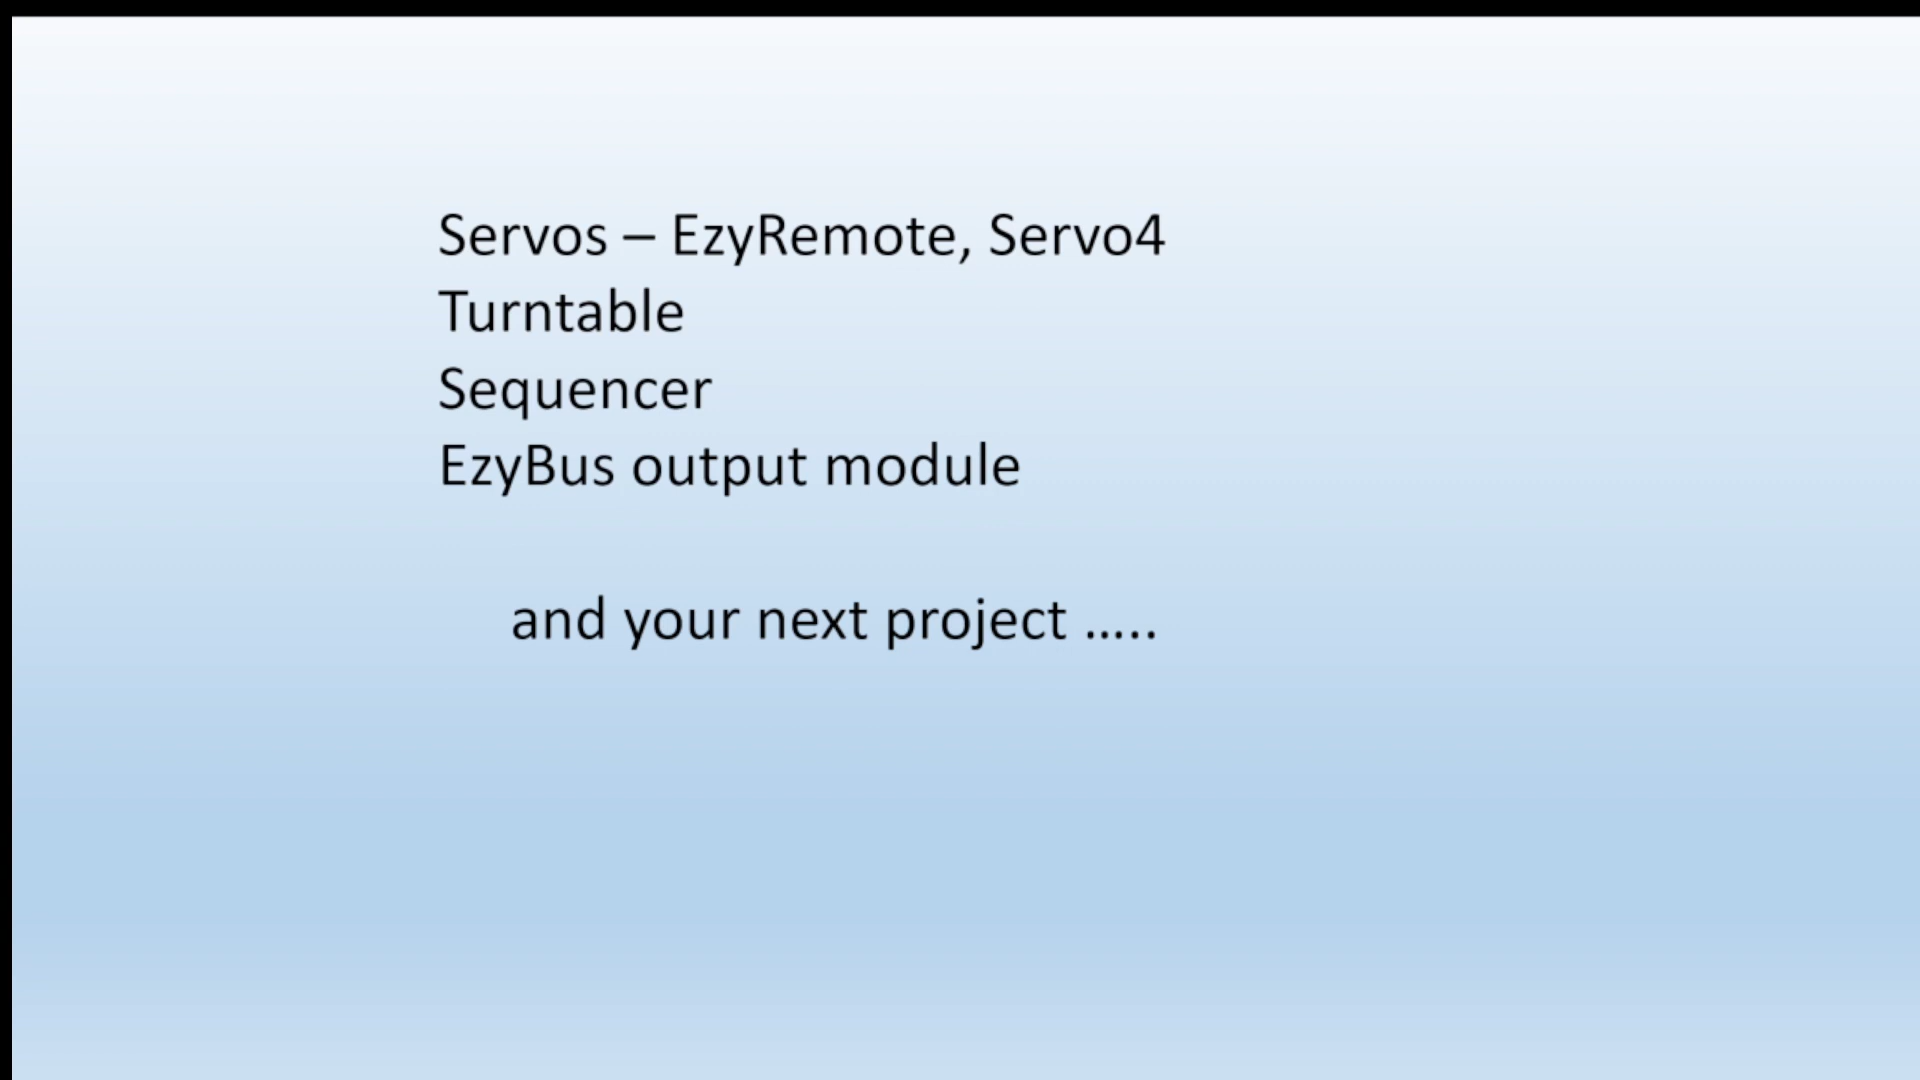 Servos – EzyRemote, Servo4
Turntable
Sequencer
EzyBus output module
and your next project …..